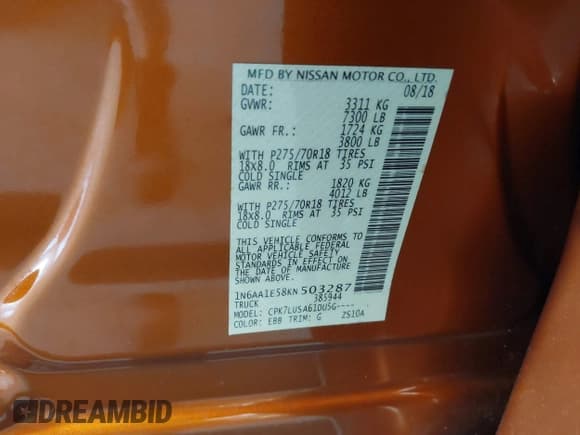 MFD BY NISSAN MOTOR CO., LTD.
DATE: 08/18
GVWR: 3311 KG
7300 LB
GAWR FR.: 1724 KG
3800 LB
WITH P275/70R18 TIRES
18X8.0 RIMS AT 35 PSI
COLD SINGLE
GAWR RR.: 1820 KG
4012 LB
WITH P275/70R18 TIRES
18X8.0 RIMS AT 35 PSI
COLD SINGLE
THIS VEHICLE CONFORMS TO
ALL APPLICABLE FEDERAL
MOTOR VEHICLE SAFETY
STANDARDS IN EFFECT ON
THE DATE OF MANUFACTURE
SHOWN ABOVE.
1N6AA1E58KN503287
TRUCK 385944
MODEL: CPK7LUSA61DU5G----
COLOR: EBB TRIM: G ZS10A
DREAMBID